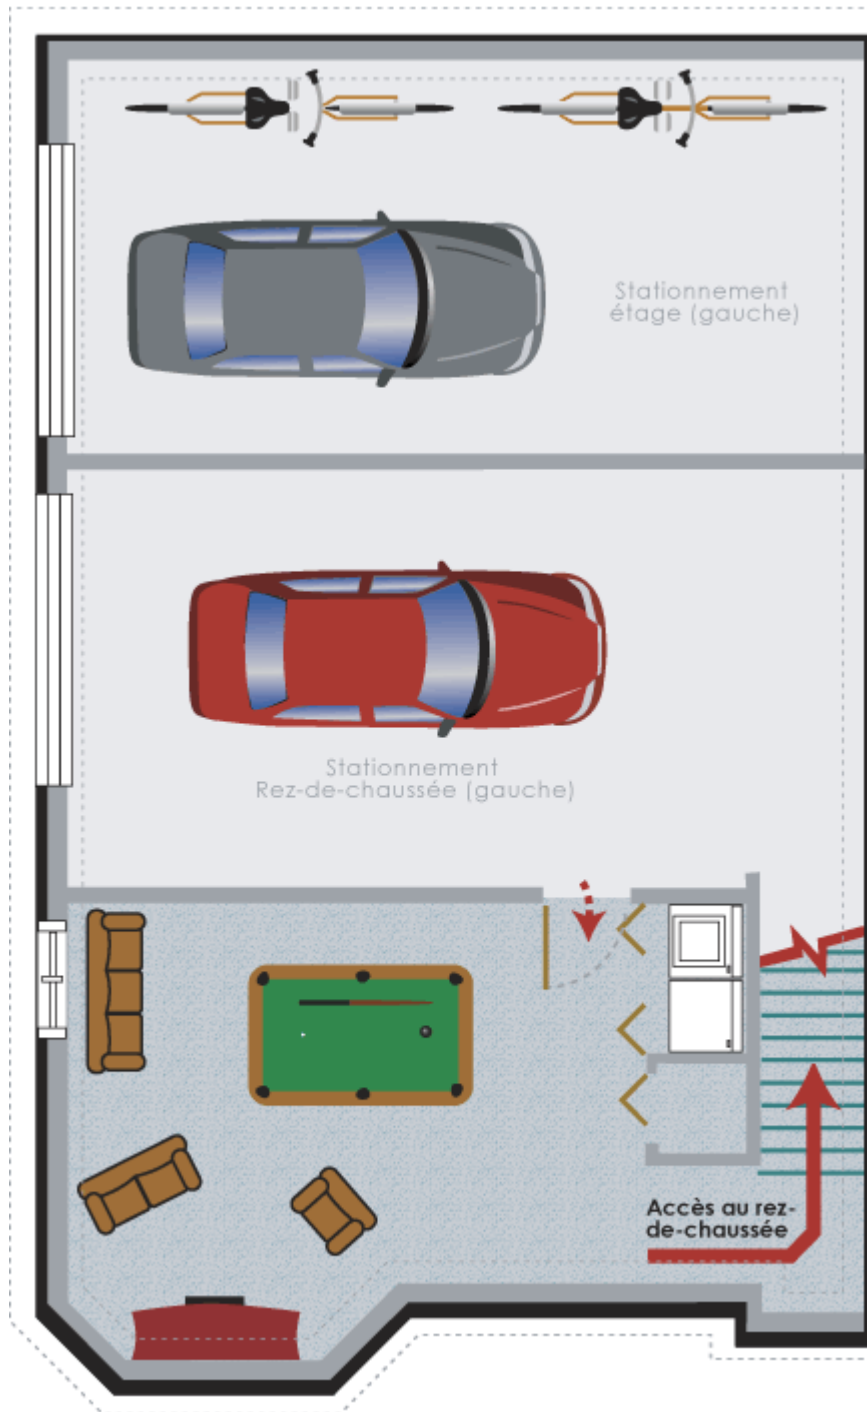 Stationnement
étage (gauche)
Stationnement
Rez-de-chaussée (gauche)
Accès au rez-
de-chaussée